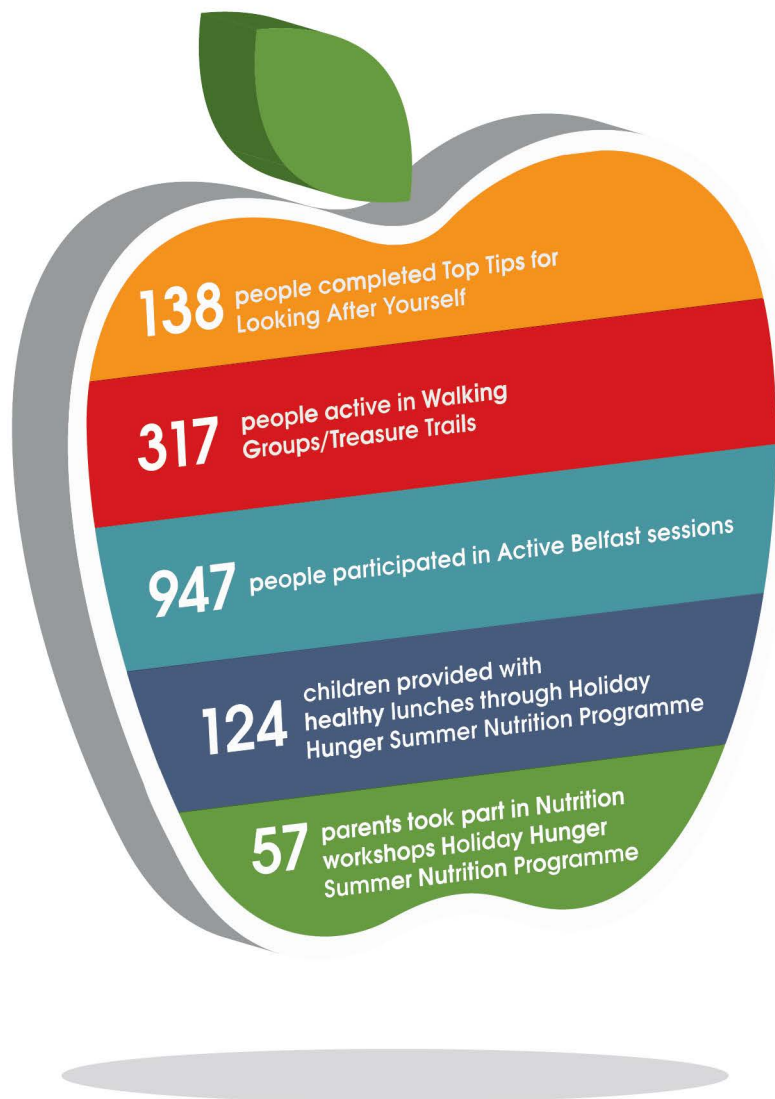 138 people completed Top Tips for
Looking After Yourself
317 people active in Walking
Groups/Treasure Trails
947 people participated in Active Belfast sessions
children provided with
124 healthy lunches through Holiday
Hunger Summer Nutrition Programme
57 parents took part in Nutrition
workshops Holiday Hunger
Summer Nutrition Programme